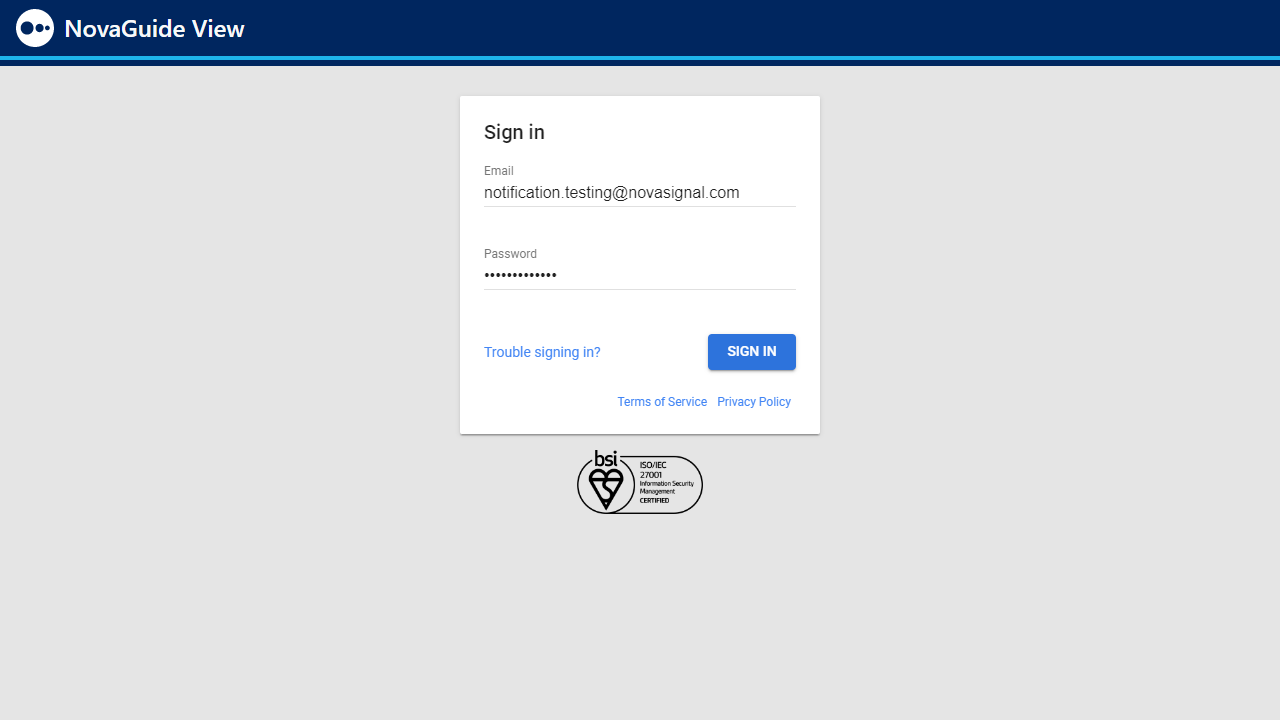 NovaGuide View
Sign in
Email
notification.testing@novasignal.com
Password
•••••••••••••
Trouble signing in?
SIGN IN
Terms of Service Privacy Policy
bsi
ISO/IEC
27001
Information Security
Management
CERTIFIED